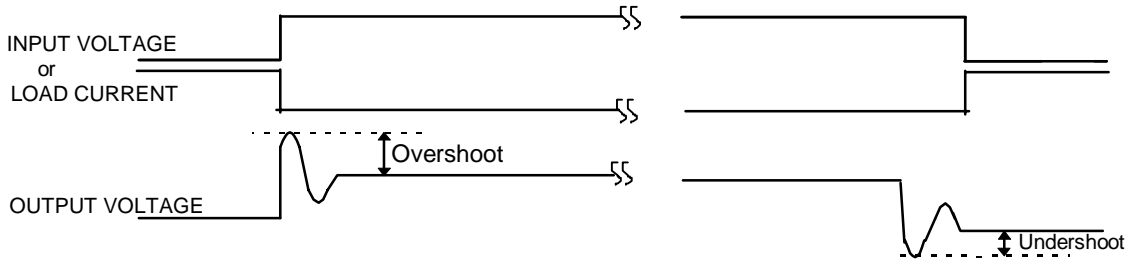 INPUT VOLTAGE
or
LOAD CURRENT
Overshoot
OUTPUT VOLTAGE
Undershoot